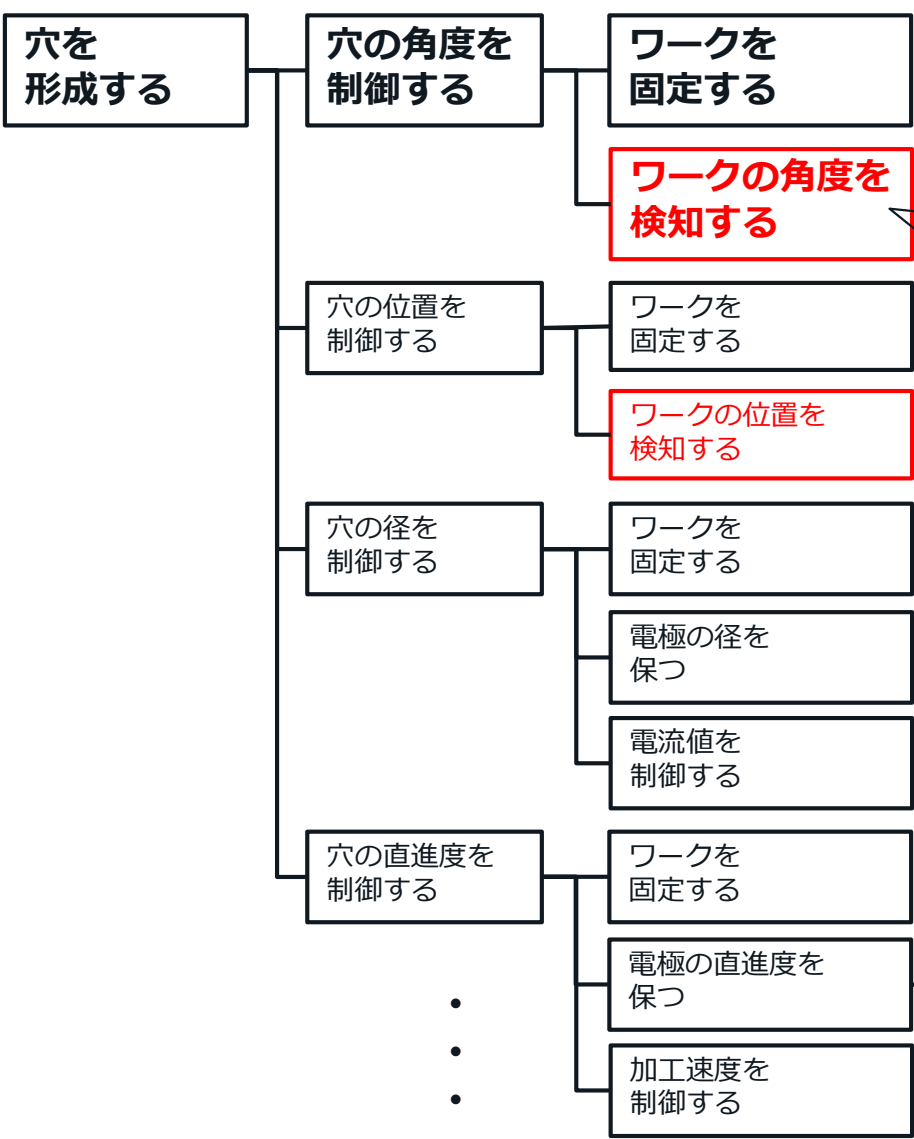 穴を
形成する
穴の角度を
制御する
ワークを
固定する
ワークの角度を
検知する
穴の位置を
制御する
ワークを
固定する
ワークの位置を
検知する
穴の径を
制御する
ワークを
固定する
電極の径を
保つ
電流値を
制御する
穴の直進度を
制御する
ワークを
固定する
電極の直進度を
保つ
加工速度を
制御する
・
・
・